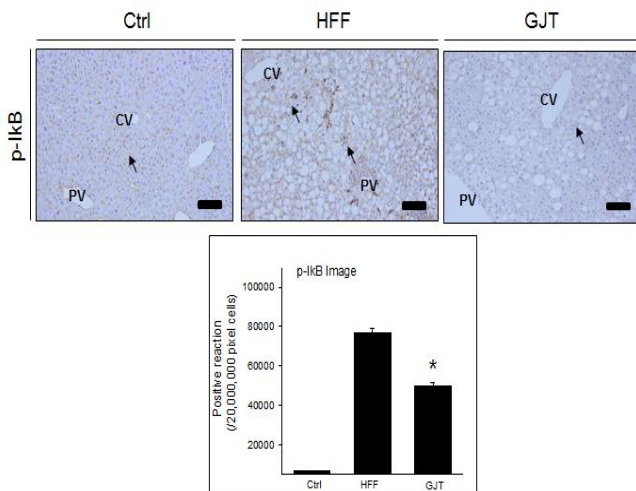 Ctrl HFF GJT
p-IkB
CV CV CV
PV PV PV
p-IkB Image
Positive reaction
(/20,000,000 pixel cells)
100000
80000
60000
40000
20000
*
Ctrl HFF GJT